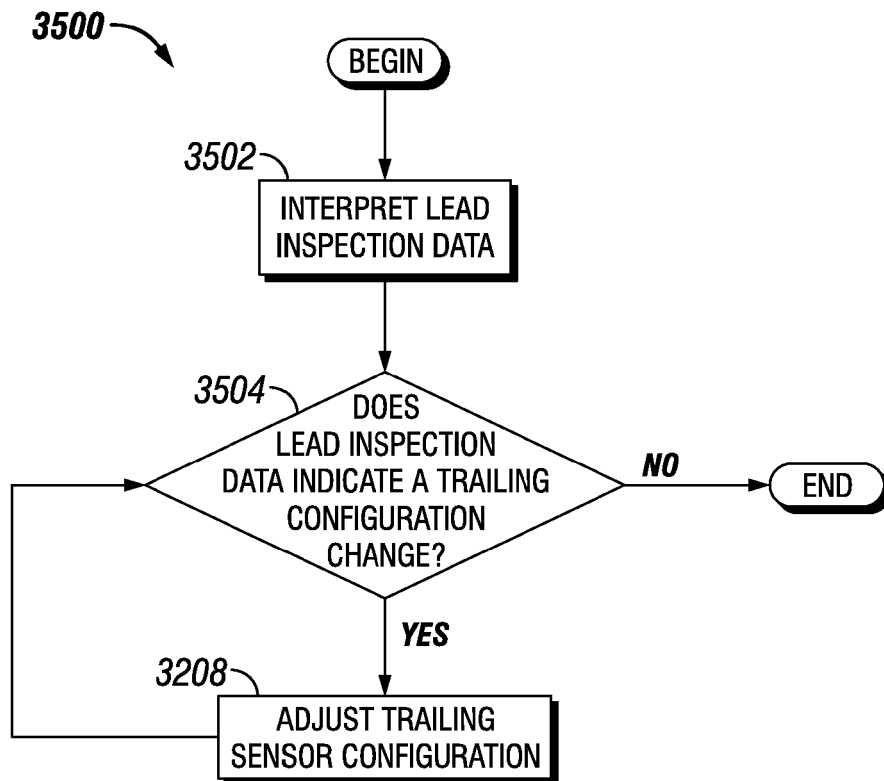 3500
BEGIN
3502
INTERPRET LEAD
INSPECTION DATA
3504
DOES
LEAD INSPECTION
DATA INDICATE A TRAILING
CONFIGURATION
CHANGE?
NO
END
YES
3208
ADJUST TRAILING
SENSOR CONFIGURATION